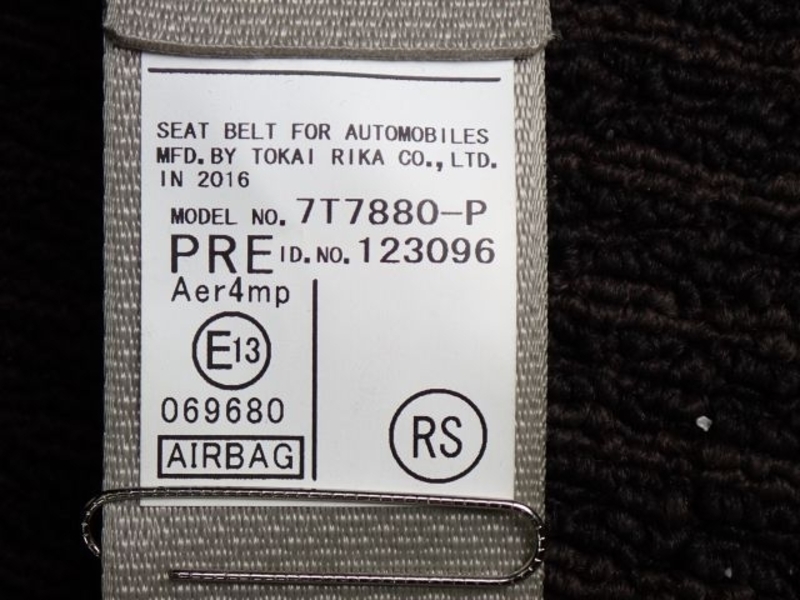 SEAT BELT FOR AUTOMOBILES
MFD. BY TOKAI RIKA CO., LTD.
IN 2016
MODEL NO. 7T7880-P
PRE ID. NO. 123096
Aer4mp
E13
069680
RS
AIRBAG